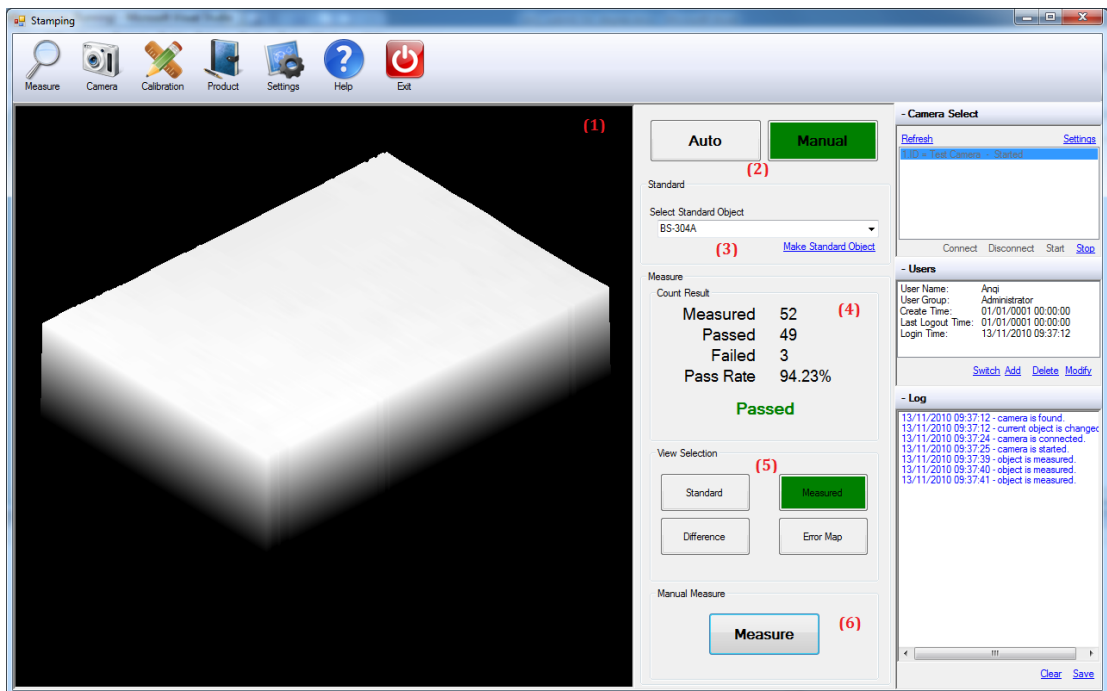 Stamping
Measure Camera Calibration Product Settings Help Exit
(1)
Auto Manual
(2)
Standard
Select Standard Object
BS-304A
(3) Make Standard Object
Measure
Count Result
Measured 52 (4)
Passed 49
Failed 3
Pass Rate 94.23%
Passed
View Selection
(5)
Standard Measured
Difference Error Map
Manual Measure
Measure (6)
- Camera Select
Refresh Settings
Test Camera - Started
Connect Disconnect Start Stop
- Users
User Name: Anqi
User Group: Administrator
Create Time: 01/01/0001 00:00:00
Last Logout Time: 01/01/0001 00:00:00
Login Time: 13/11/2010 09:37:12
Switch Add Delete Modify
- Log
13/11/2010 09:37:12 - camera is found.
13/11/2010 09:37:12 - current object is changed
13/11/2010 09:37:24 - camera is connected.
13/11/2010 09:37:25 - camera is started.
13/11/2010 09:37:39 - object is measured.
13/11/2010 09:37:40 - object is measured.
13/11/2010 09:37:41 - object is measured.
Clear Save